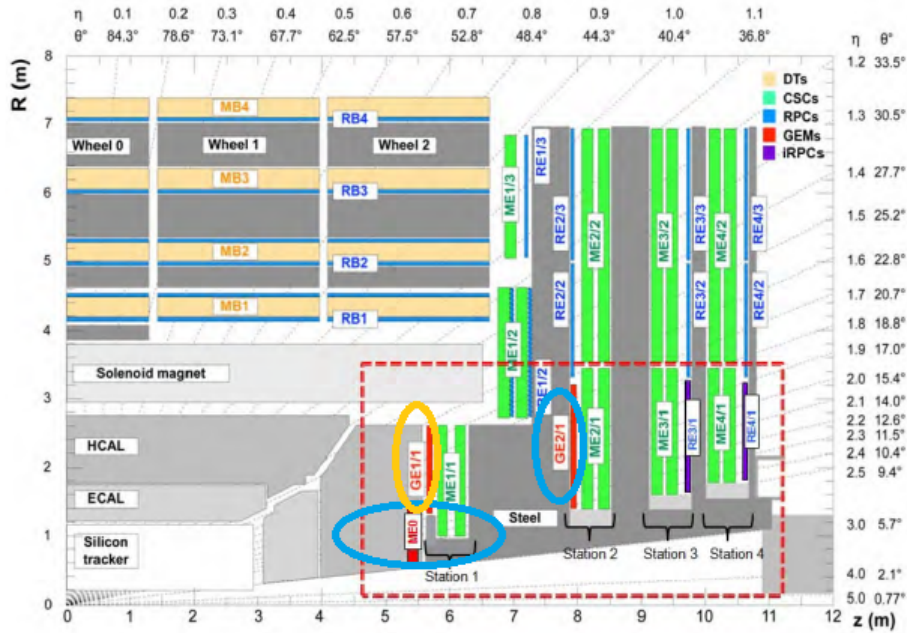 η 0.1 0.2 0.3 0.4 0.5 0.6 0.7 0.8 0.9 1.0 1.1 η θ°
θ° 84.3° 78.6° 73.1° 67.7° 62.5° 57.5° 52.8° 48.4° 44.3° 40.4° 36.8°
R (m)
8
7
6
5
4
3
2
1
0
1.2 33.5°
1.3 30.5°
1.4 27.7°
1.5 25.2°
1.6 22.8°
1.7 20.7°
1.8 18.8°
1.9 17.0°
2.0 15.4°
2.1 14.0°
2.2 12.6°
2.3 11.5°
2.4 10.4°
2.5 9.4°
3.0 5.7°
4.0 2.1°
5.0 0.77°
DTs
CSCs
RPCs
GEMs
iRPCs
MB4
RB4
Wheel 0 Wheel 1 Wheel 2
MB3
RB3
MB2
RB2
MB1
RB1
Solenoid magnet
HCAL
ECAL
Silicon
tracker
Steel
ME1/3
RE1/3
ME1/2
RE1/2
RE2/3
RE2/2
ME2/2
ME3/2
RE3/3
RE3/2
ME4/2
RE4/3
RE4/2
GE1/1
ME1/1
ME0
GE2/1
ME2/1
ME3/1
RE3/1
ME4/1
RE4/1
Station 1
Station 2
Station 3
Station 4
0 1 2 3 4 5 6 7 8 9 10 11 12
z (m)